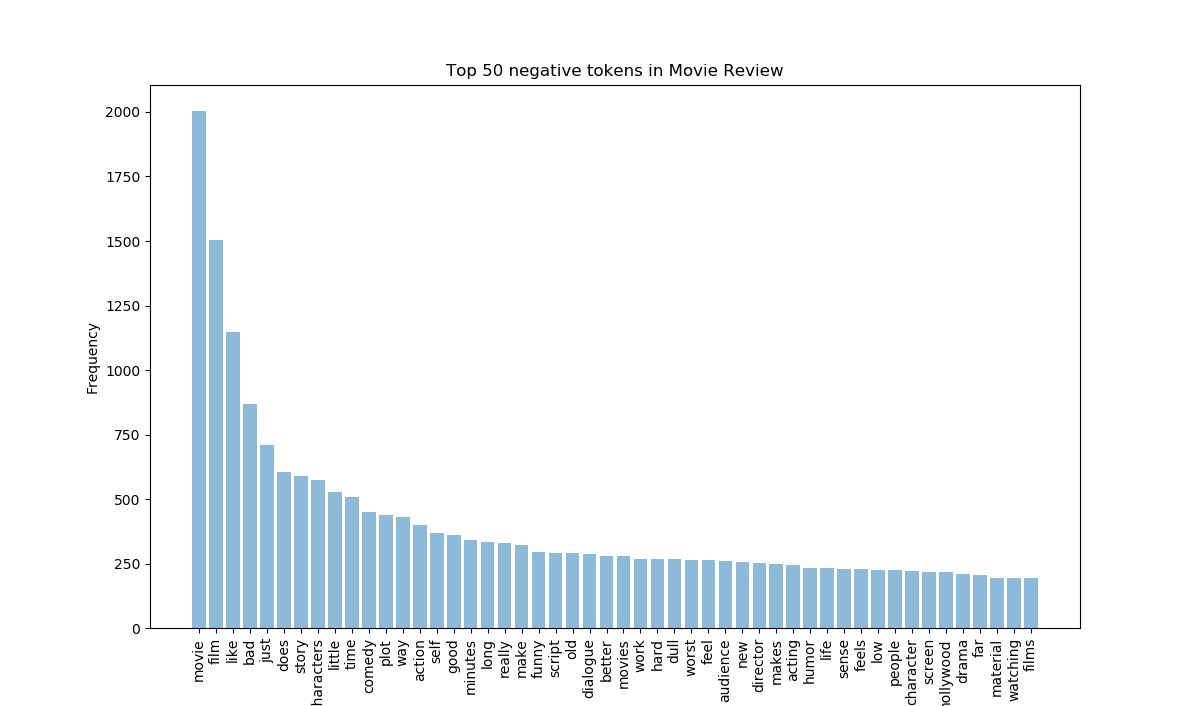 Top 50 negative tokens in Movie Review
Frequency
2000
1750
1500
1250
1000
750
500
250
0
movie
film
like
bad
just
does
story
haracters
little
time
comedy
plot
way
action
self
good
minutes
long
really
make
funny
script
old
dialogue
better
movies
work
hard
dull
worst
feel
audience
new
director
makes
acting
humor
life
sense
feels
low
people
character
screen
hollywood
drama
far
material
watching
films